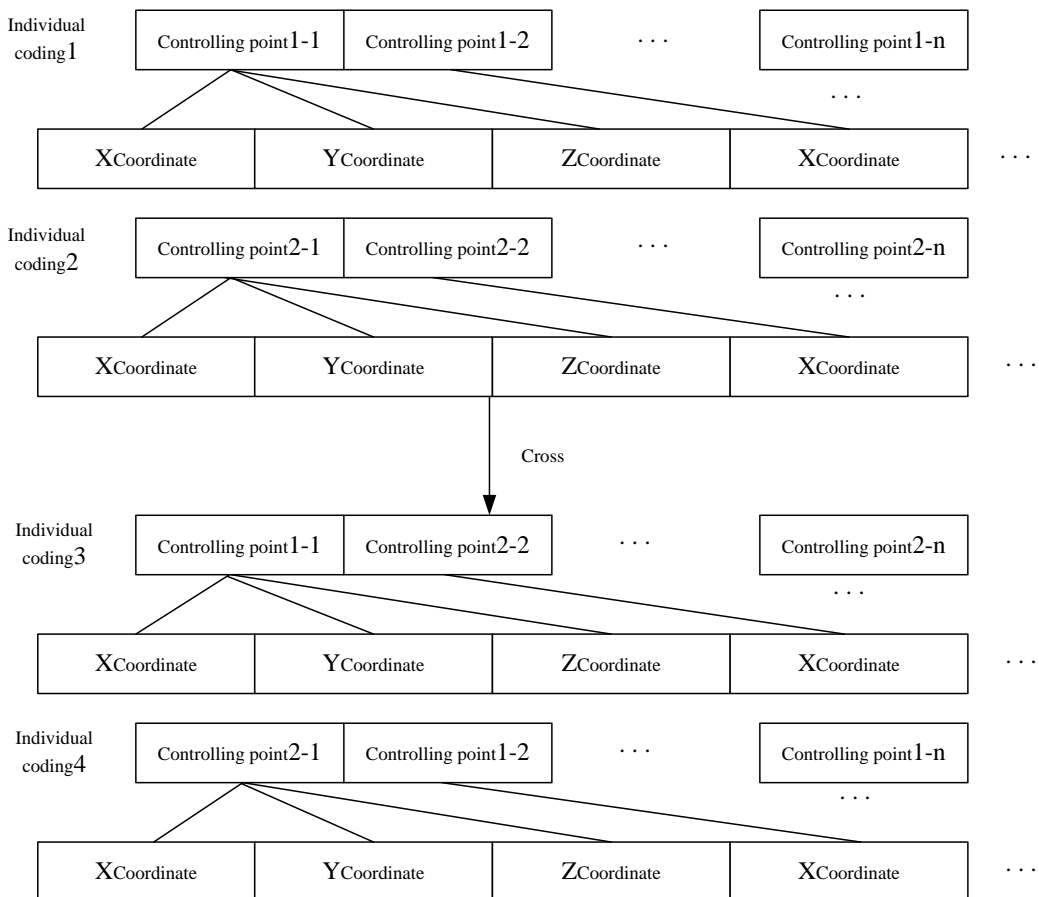 Individual
coding1
Controlling point1-1 Controlling point1-2 . . . Controlling point1-n
. . .
XCoordinate YCoordinate ZCoordinate XCoordinate . . .
Individual
coding2
Controlling point2-1 Controlling point2-2 . . . Controlling point2-n
. . .
XCoordinate YCoordinate ZCoordinate XCoordinate . . .
Cross
Individual
coding3
Controlling point1-1 Controlling point2-2 . . . Controlling point2-n
. . .
XCoordinate YCoordinate ZCoordinate XCoordinate . . .
Individual
coding4
Controlling point2-1 Controlling point1-2 . . . Controlling point1-n
. . .
XCoordinate YCoordinate ZCoordinate XCoordinate . . .